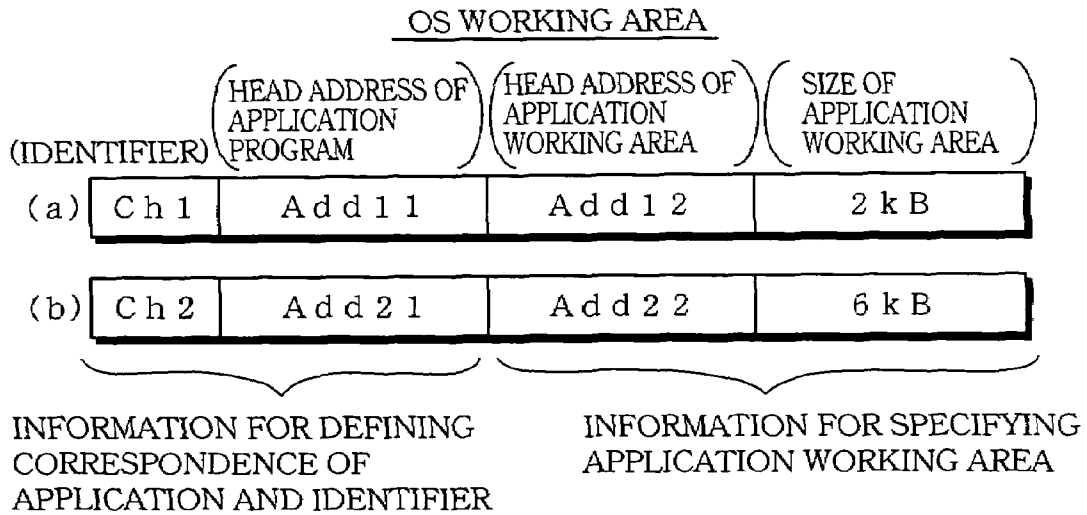 OS WORKING AREA
(IDENTIFIER)
(HEAD ADDRESS OF
APPLICATION
PROGRAM)
(HEAD ADDRESS OF
APPLICATION
WORKING AREA)
(SIZE OF
APPLICATION
WORKING AREA)
(a) Ch1 Add11 Add12 2kB
(b) Ch2 Add21 Add22 6kB
INFORMATION FOR DEFINING
CORRESPONDENCE OF
APPLICATION AND IDENTIFIER
INFORMATION FOR SPECIFYING
APPLICATION WORKING AREA